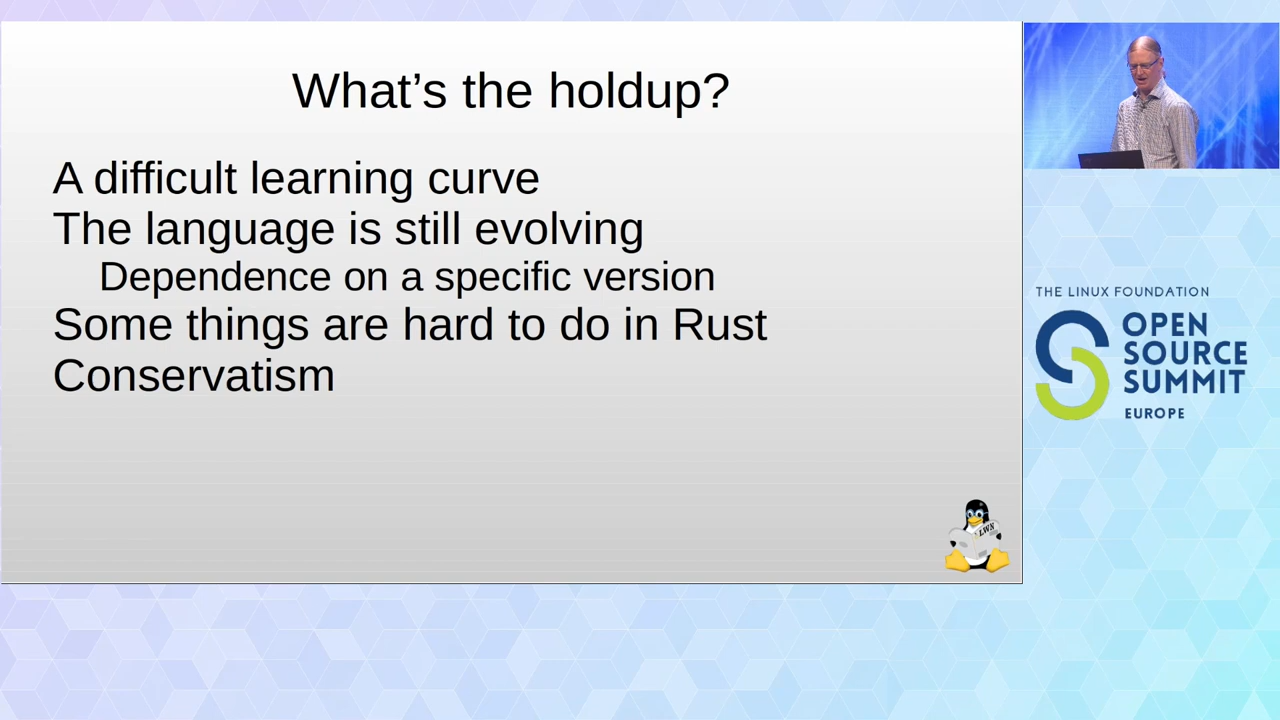 What's the holdup?
A difficult learning curve
The language is still evolving
Dependence on a specific version
Some things are hard to do in Rust
Conservatism
LWN
THE LINUX FOUNDATION
OPEN
SOURCE
SUMMIT
EUROPE